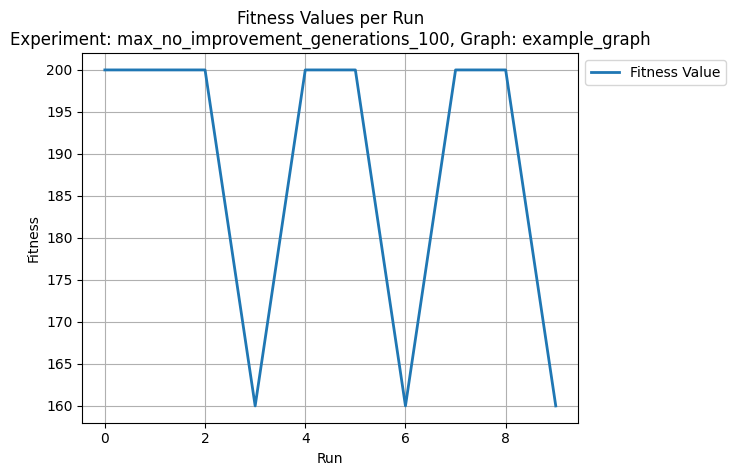 Fitness Values per Run
Experiment: max_no_improvement_generations_100, Graph: example_graph
Fitness Value
200
195
190
185
180
175
170
165
160
Fitness
0 2 4 6 8
Run